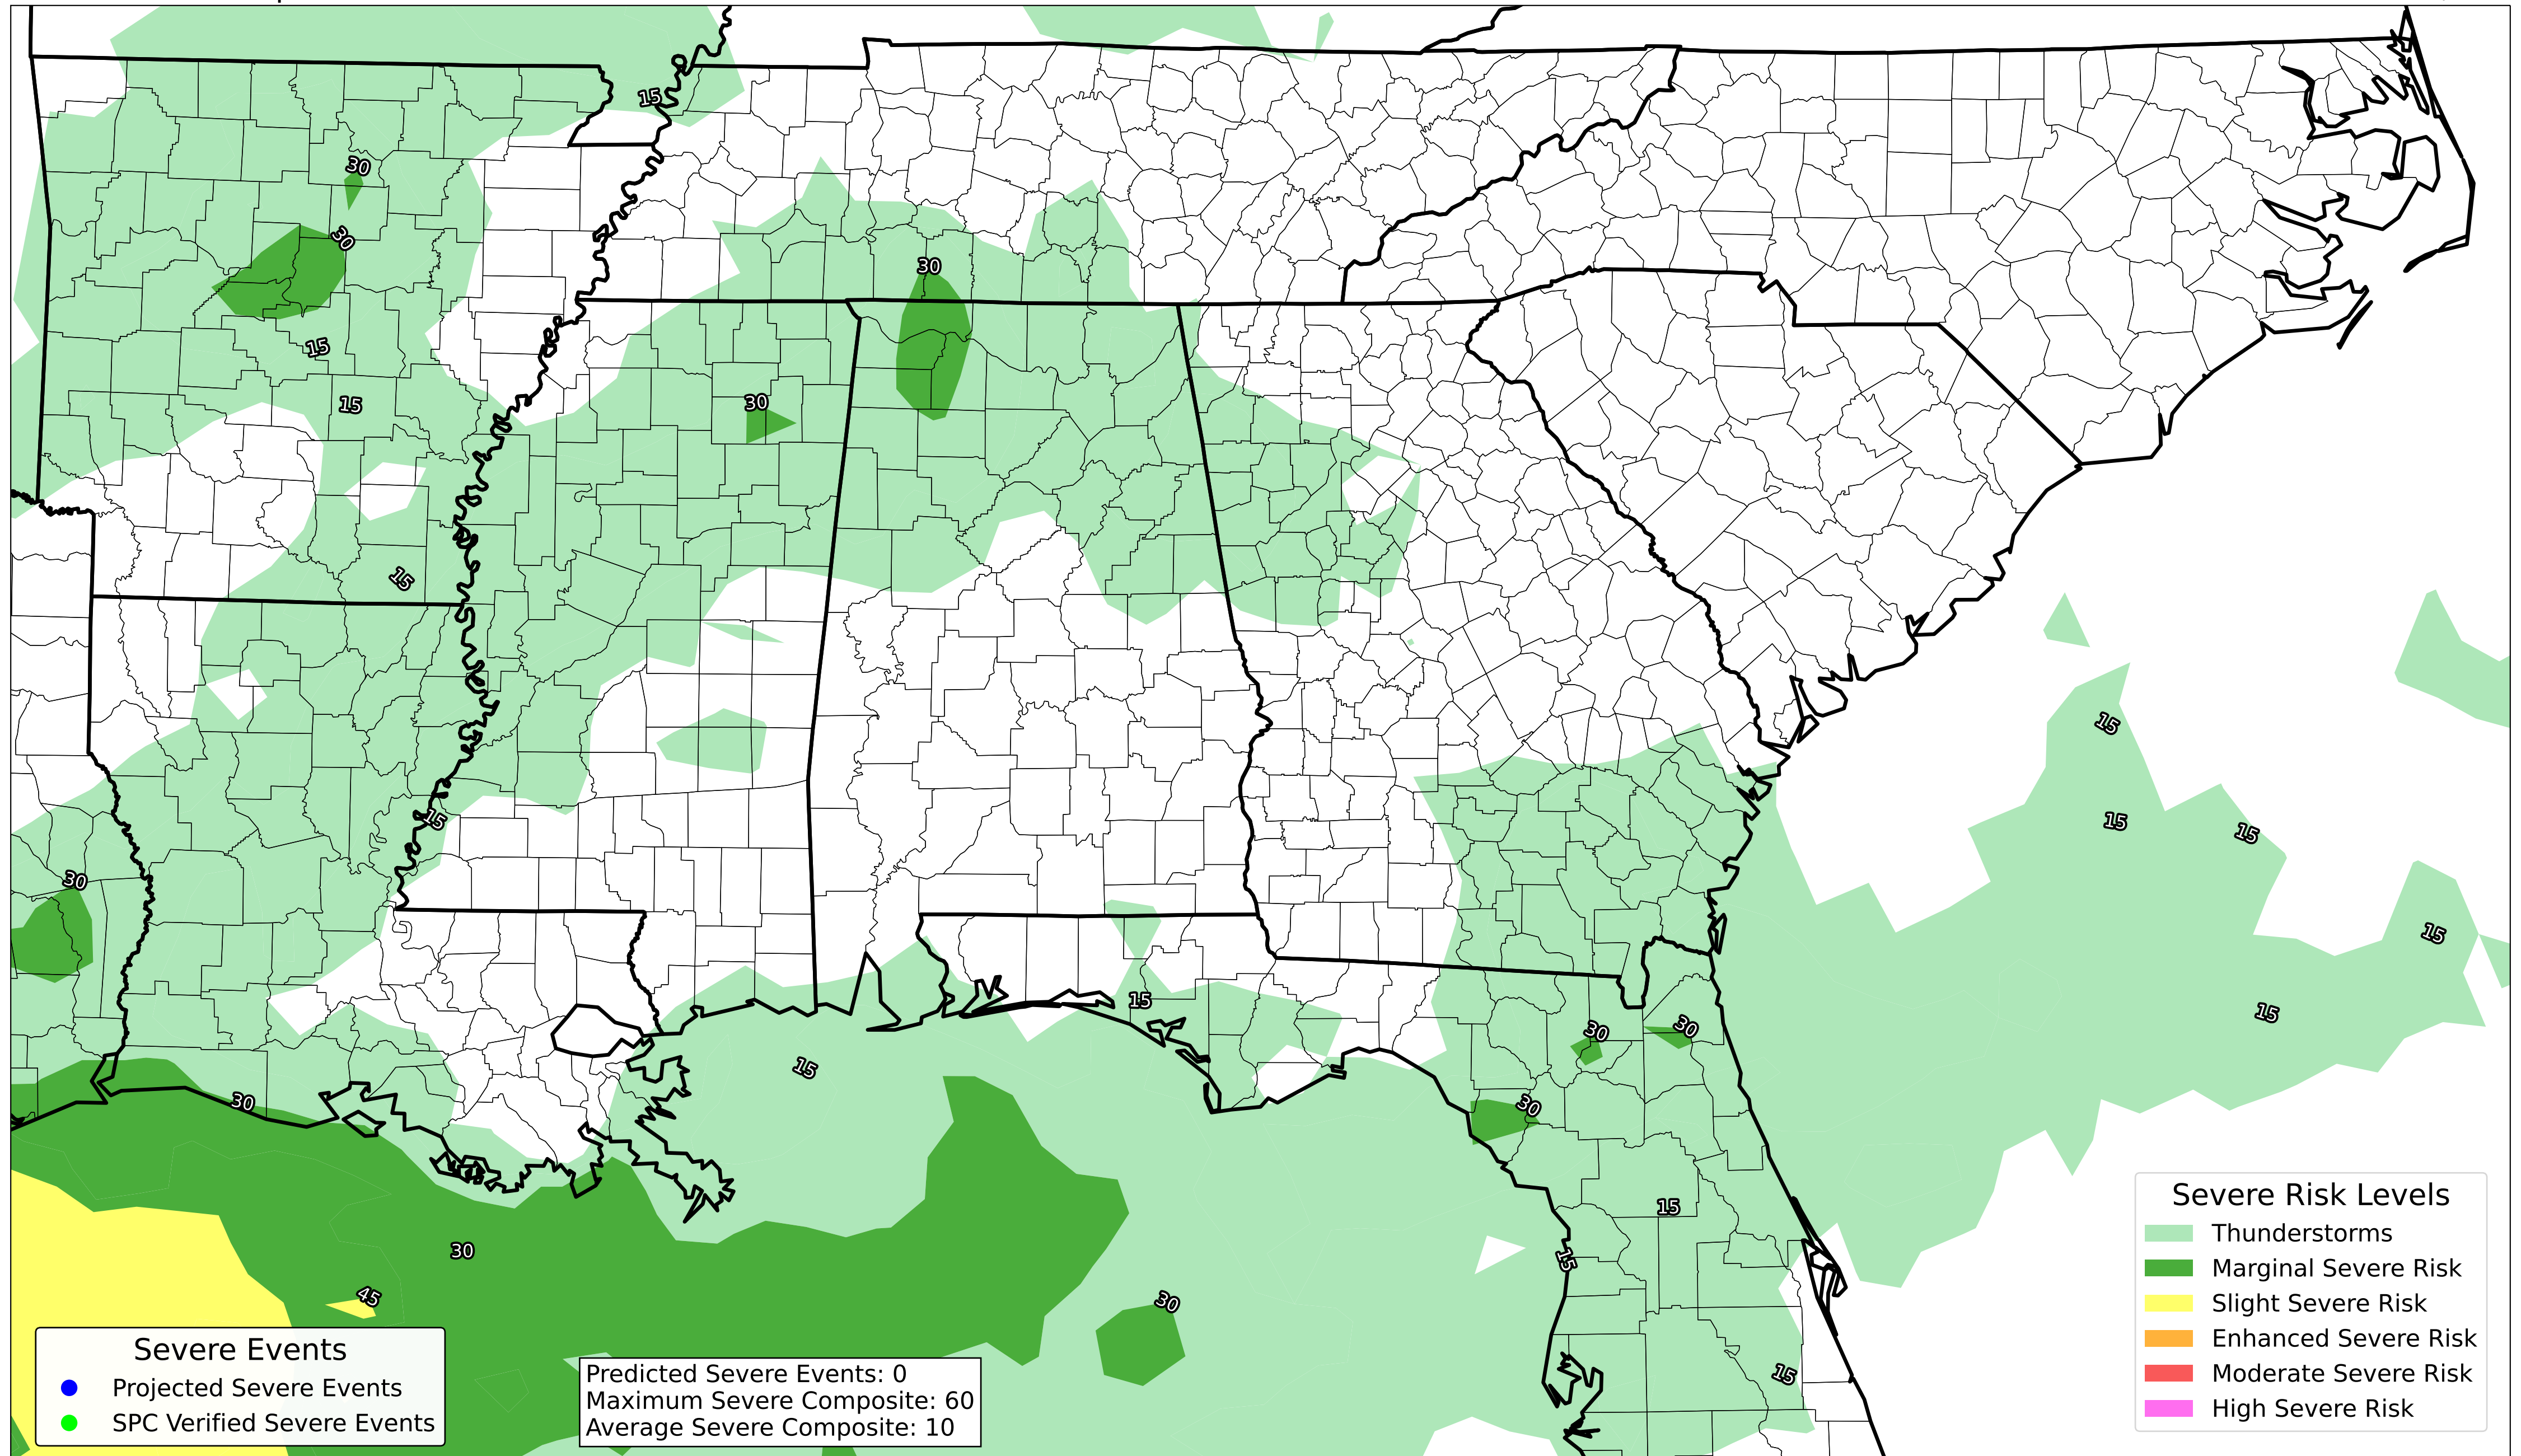 15
30
30
30
15
30
15
15
15
15
15
15
30
15
15
15
30
30
15
30
30
15
15
30
45
30
15
Severe Risk Levels
Thunderstorms
Marginal Severe Risk
Slight Severe Risk
Enhanced Severe Risk
Moderate Severe Risk
High Severe Risk
Severe Events
Projected Severe Events
SPC Verified Severe Events
Predicted Severe Events: 0
Maximum Severe Composite: 60
Average Severe Composite: 10